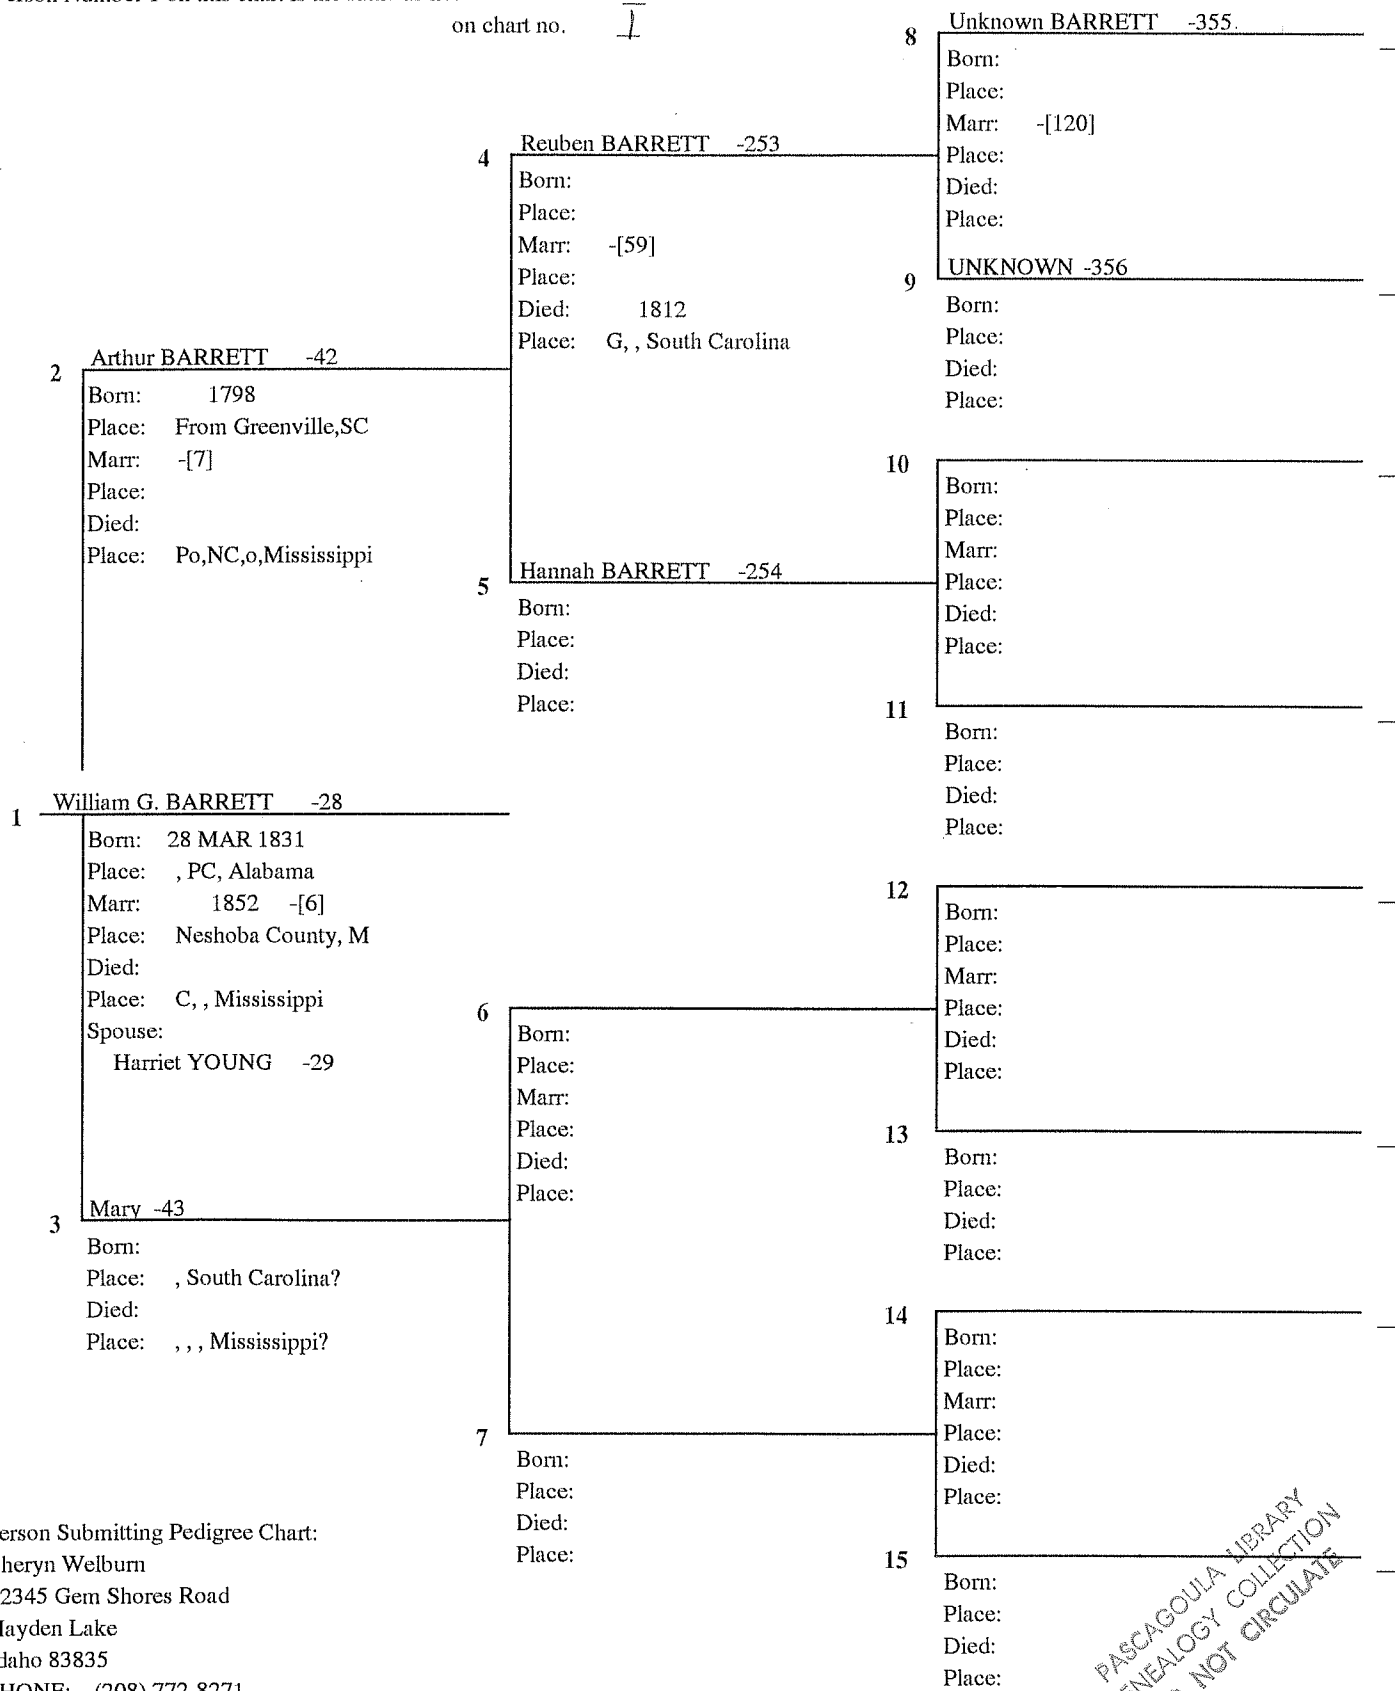 on chart no. 1
8 Unknown BARRETT -355
Born:
Place:
Marr: -[120]
Place:
Died:
Place:
4 Reuben BARRETT -253
Born:
Place:
Marr: -[59]
Place:
Died: 1812
Place: G, , South Carolina
9 UNKNOWN -356
Born:
Place:
Died:
Place:
2 Arthur BARRETT -42
Born: 1798
Place: From Greenville,SC
Marr: -[7]
Place:
Died:
Place: Po,NC,o,Mississippi
10
Born:
Place:
Marr:
Place:
Died:
Place:
5 Hannah BARRETT -254
Born:
Place:
Died:
Place:
11
Born:
Place:
Died:
Place:
1 William G. BARRETT -28
Born: 28 MAR 1831
Place: , PC, Alabama
Marr: 1852 -[6]
Place: Neshoba County, M
Died:
Place: C, , Mississippi
Spouse:
Harriet YOUNG -29
12
Born:
Place:
Marr:
Place:
Died:
Place:
6
Born:
Place:
Marr:
Place:
Died:
Place:
13
Born:
Place:
Died:
Place:
3 Mary -43
Born:
Place: , South Carolina?
Died:
Place: , , , Mississippi?
14
Born:
Place:
Marr:
Place:
Died:
Place:
7
Born:
Place:
Died:
Place:
15
Born:
Place:
Died:
Place:
erson Submitting Pedigree Chart:
heryn Welburn
2345 Gem Shores Road
Hayden Lake
daho 83835
HONE: (208) 772-8271
PASCAGOULA LIBRARY
GENEALOGY COLLECTION
NOT CIRCULATE